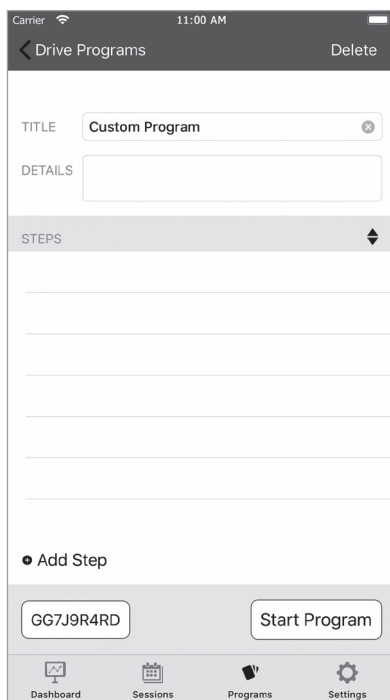 Carrier 11:00 AM
Drive Programs Delete
TITLE Custom Program
DETAILS
STEPS
Add Step
GG7J9R4RD Start Program
Dashboard Sessions Programs Settings